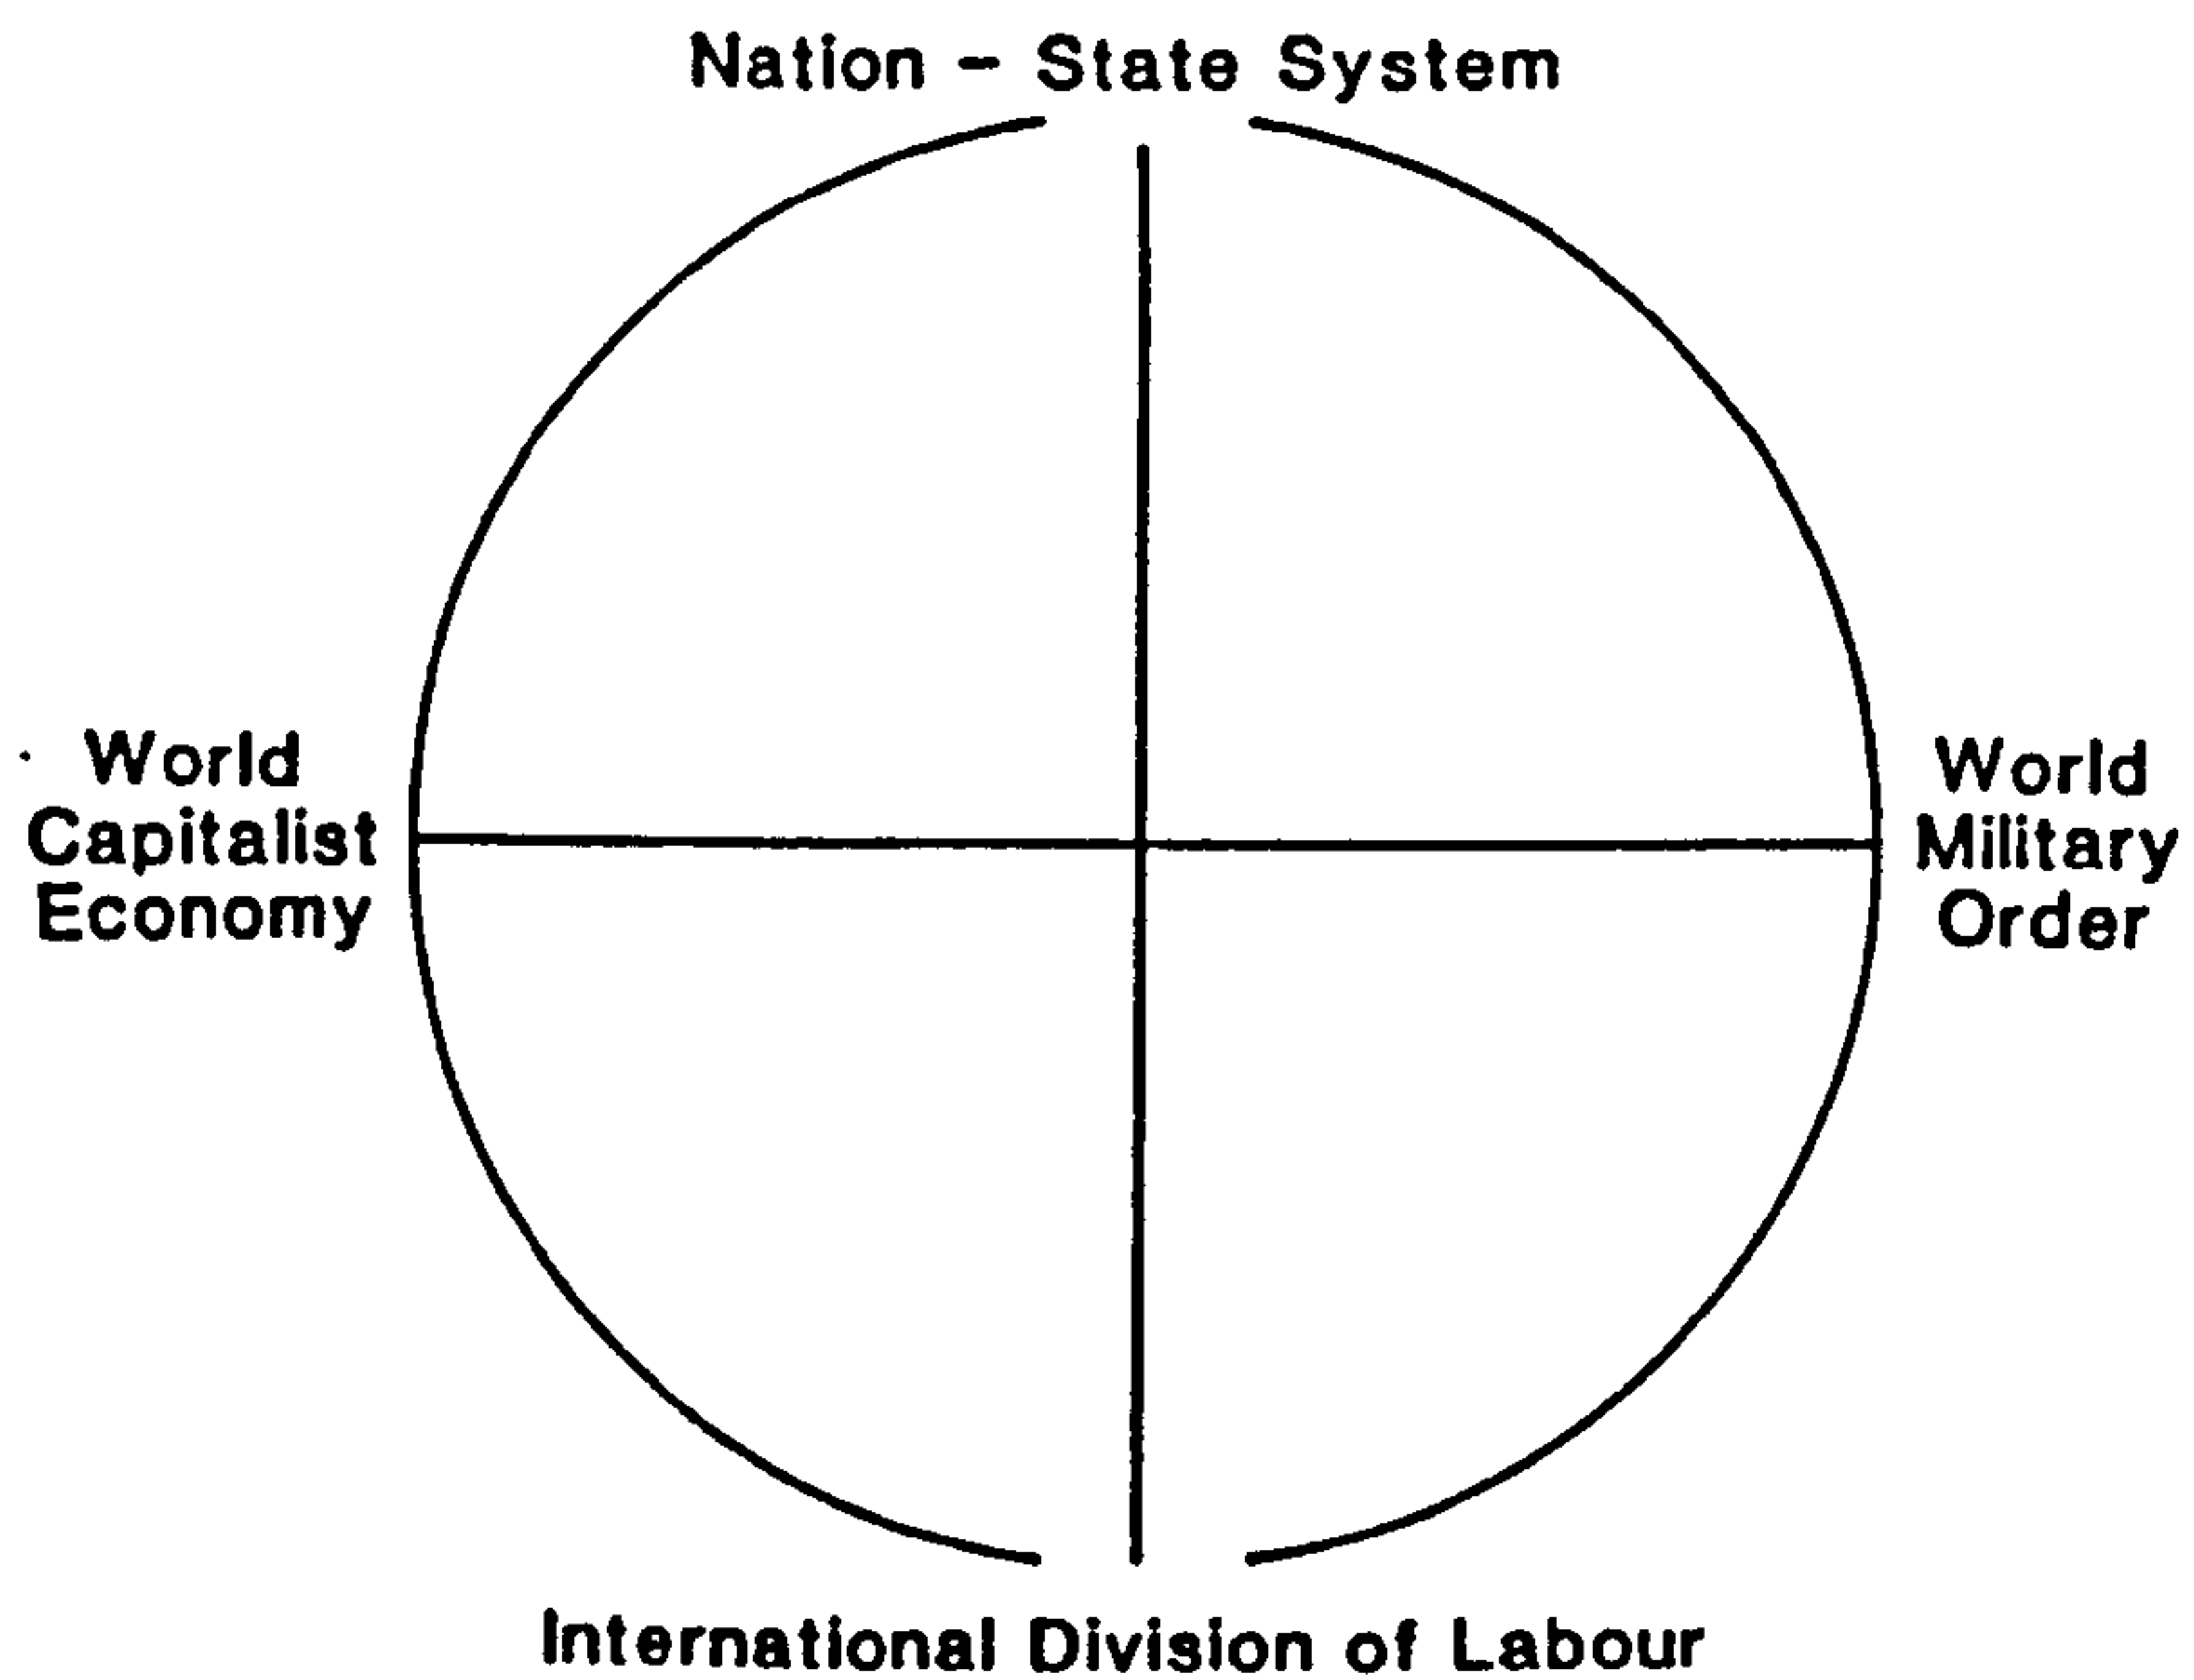 Nation – State System
World
Capitalist
Economy
World
Military
Order
International Division of Labour